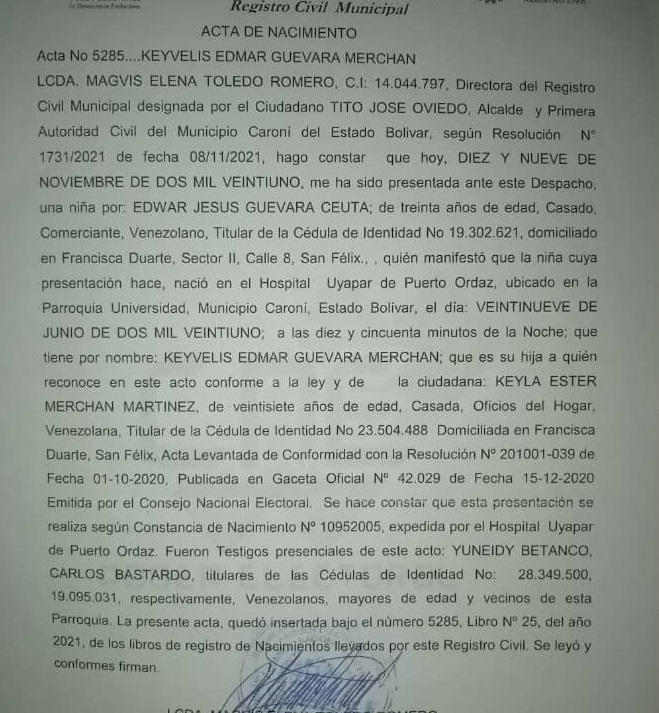 la Democracia Endocrina
Registro Civil Municipal
ACTA DE NACIMIENTO
Acta No 5285....KEYVELIS EDMAR GUEVARA MERCHAN
LCDA. MAGVIS ELENA TOLEDO ROMERO, C.I: 14.044.797, Directora del Registro
Civil Municipal designada por el Ciudadano TITO JOSE OVIEDO, Alcalde y Primera
Autoridad Civil del Municipio Caroní del Estado Bolivar, según Resolución N°
1731/2021 de fecha 08/11/2021, hago constar que hoy, DIEZ Y NUEVE DE
NOVIEMBRE DE DOS MIL VEINTIUNO, me ha sido presentada ante este Despacho,
una niña por: EDWAR JESUS GUEVARA CEUTA; de treinta años de edad, Casado,
Comerciante, Venezolano, Titular de la Cédula de Identidad No 19.302.621, domiciliado
en Francisca Duarte, Sector II, Calle 8, San Félix., , quién manifestó que la niña cuya
presentación hace, nació en el Hospital Uyapar de Puerto Ordaz, ubicado en la
Parroquia Universidad, Municipio Caroní, Estado Bolívar, el día: VEINTINUEVE DE
JUNIO DE DOS MIL VEINTIUNO; a las diez y cincuenta minutos de la Noche; que
tiene por nombre: KEYVELIS EDMAR GUEVARA MERCHAN; que es su hija a quién
reconoce en este acto conforme a la ley y de la ciudadana: KEYLA ESTER
MERCHAN MARTINEZ, de veintisiete años de edad, Casada, Oficios del Hogar,
Venezolana, Titular de la Cédula de Identidad No 23.504.488 Domiciliada en Francisca
Duarte, San Félix, Acta Levantada de Conformidad con la Resolución Nº 201001-039 de
Fecha 01-10-2020, Publicada en Gaceta Oficial Nº 42.029 de Fecha 15-12-2020
Emitida por el Consejo Nacional Electoral. Se hace constar que esta presentación se
realiza según Constancia de Nacimiento Nº 10952005, expedida por el Hospital Uyapar
de Puerto Ordaz. Fueron Testigos presenciales de este acto: YUNEIDY BETANCO,
CARLOS BASTARDO, titulares de las Cédulas de Identidad No: 28.349.500,
19.095.031, respectivamente, Venezolanos, mayores de edad y vecinos de esta
Parroquia. La presente acta, quedó insertada bajo el número 5285, Libro Nº 25, del año
2021, de los libros de registro de Nacimientos llevados por este Registro Civil. Se leyó y
conformes firman.